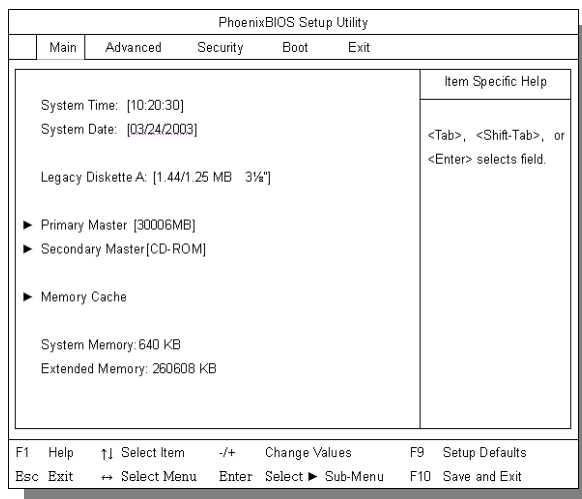 PhoenixBIOS Setup Utility
Main Advanced Security Boot Exit
Item Specific Help
System Time: [10:20:30]
System Date: [03/24/2003]
<Tab>, <Shift-Tab>, or
<Enter> selects field.
Legacy Diskette A: [1.44/1.25 MB 3⅛"]
► Primary Master [30006MB]
► Secondary Master[CD-ROM]
► Memory Cache
System Memory: 640 KB
Extended Memory: 260608 KB
F1 Help ↑↓ Select Item -/+ Change Values F9 Setup Defaults
Esc Exit ↔ Select Menu Enter Select ► Sub-Menu F10 Save and Exit